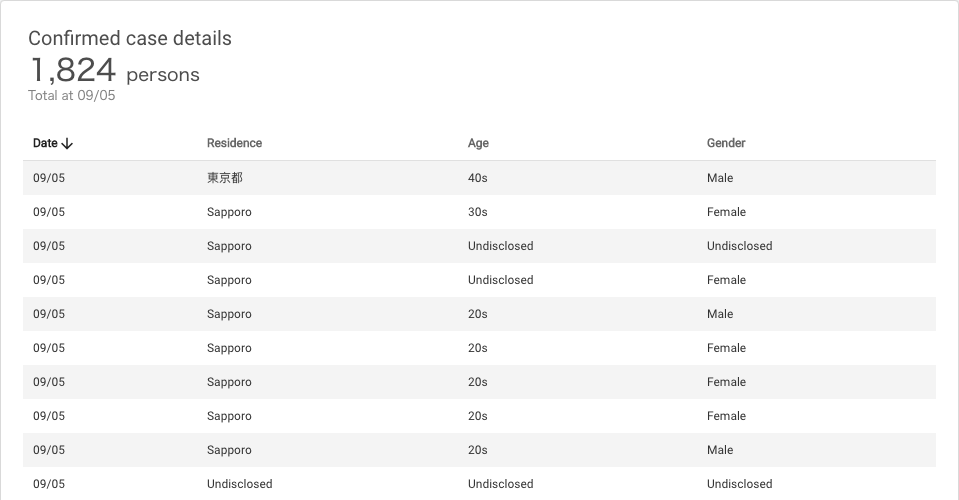 Confirmed case details
1,824 persons
Total at 09/05
Date Residence Age Gender
09/05 東京都 40s Male
09/05 Sapporo 30s Female
09/05 Sapporo Undisclosed Undisclosed
09/05 Sapporo Undisclosed Female
09/05 Sapporo 20s Male
09/05 Sapporo 20s Female
09/05 Sapporo 20s Female
09/05 Sapporo 20s Female
09/05 Sapporo 20s Male
09/05 Undisclosed Undisclosed Undisclosed